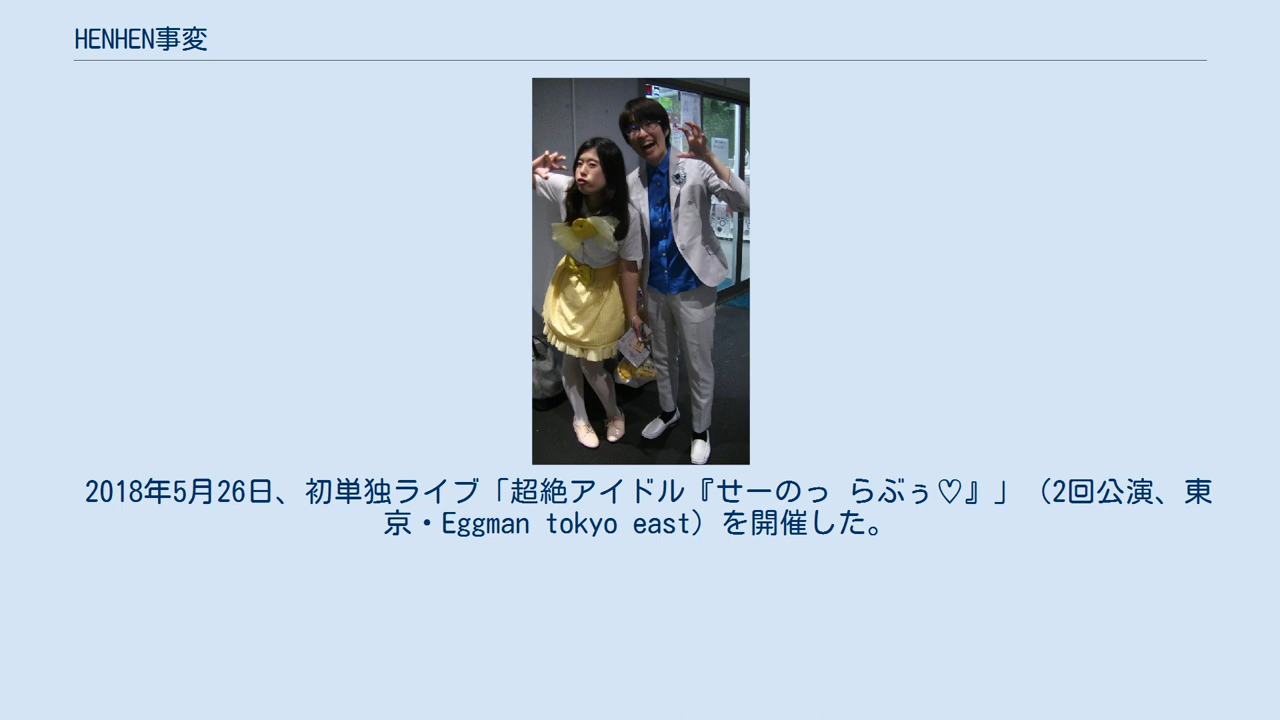 HENHEN事変
2018年5月26日、初単独ライブ「超絶アイドル『せーのっ らぶぅ♡』」（2回公演、東
京・Eggman tokyo east）を開催した。